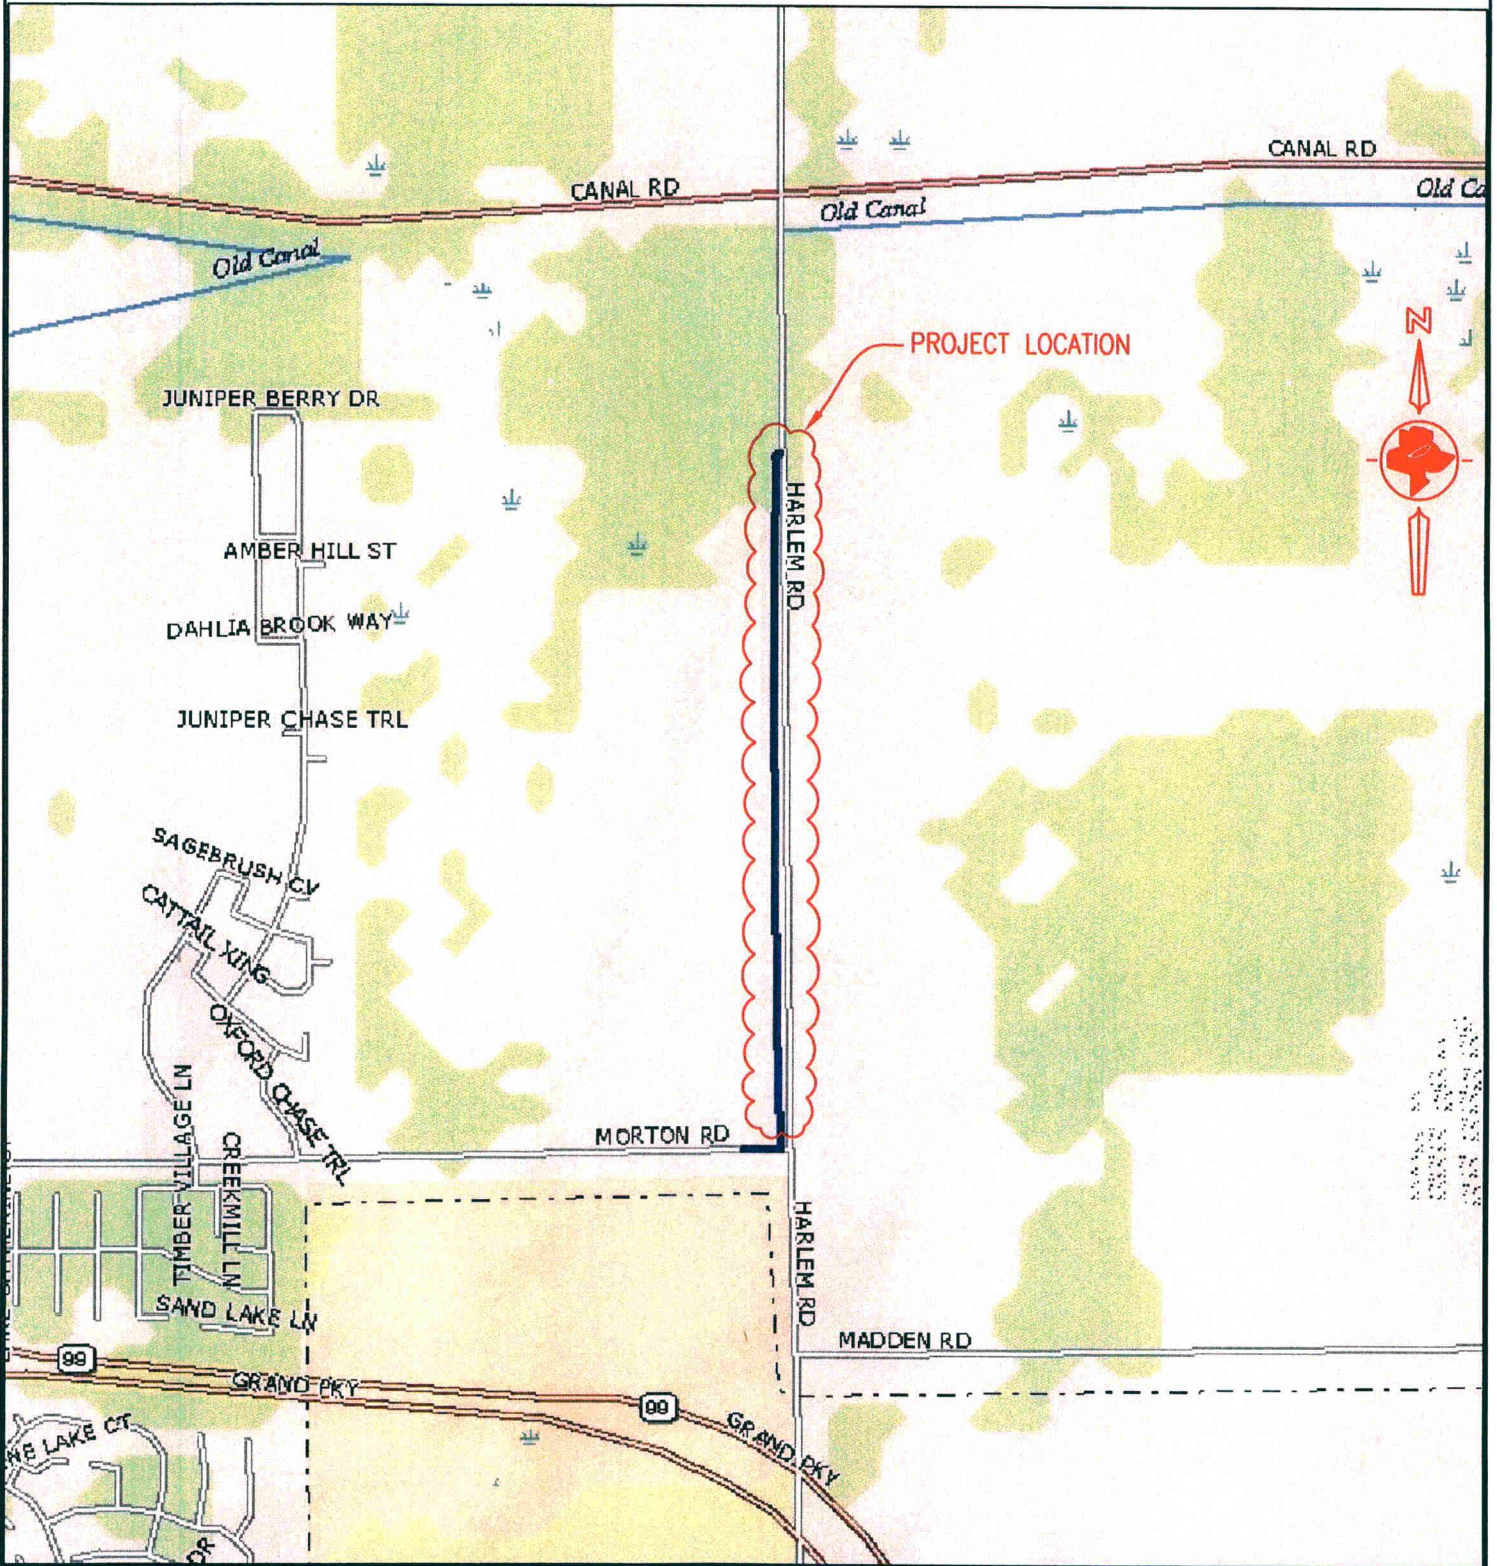 CANAL RD
CANAL RD
Old Canal
Old Canal
PROJECT LOCATION
N
JUNIPER BERRY DR
HARLEM RD
AMBER HILL ST
DAHLIA BROOK WAY
JUNIPER CHASE TRL
SAGEBRUSH CV
CATTAIL XING
OXFORD CHASE TRL
TIMBER VILLAGE LN
CREEKMILL LN
MORTON RD
HARLEM RD
SAND LAKE LN
MADDEN RD
99
GRAND PKY
99
GRAND PKY
LAKE CT
DR